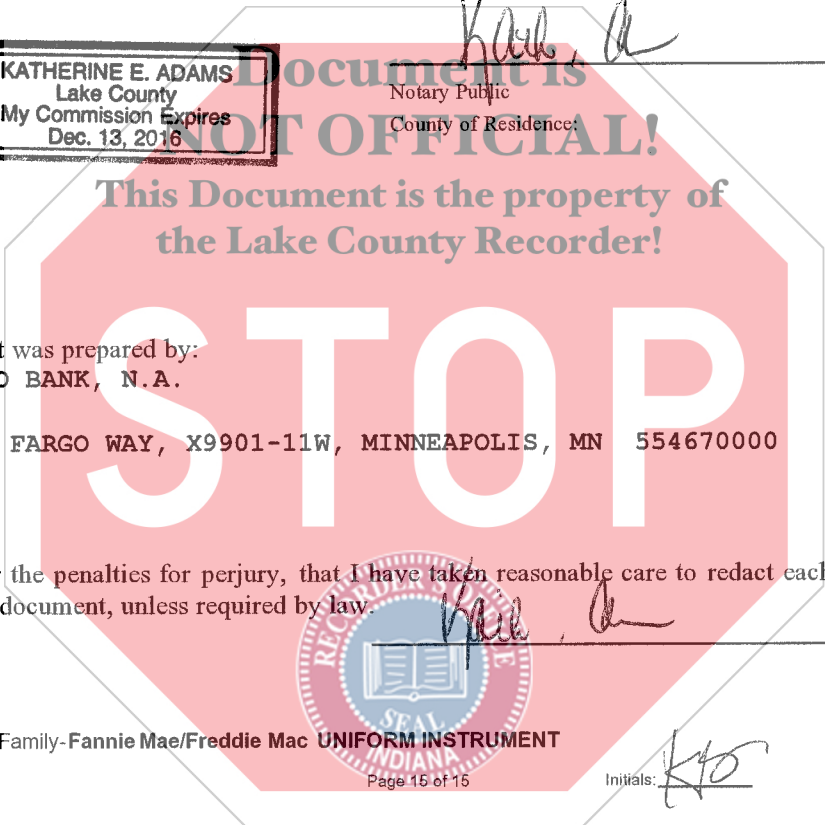 KATHERINE E. ADAMS
Lake County
My Commission Expires
Dec. 13, 2016
Document is
NOT OFFICIAL!
This Document is the property of
the Lake County Recorder!
Notary Public
County of Residence:
STOP
was prepared by:
BANK, N.A.
FARGO WAY, X9901-11W, MINNEAPOLIS, MN 554670000
the penalties for perjury, that I have taken reasonable care to redact each
document, unless required by law.
RECORDER'S OFFICE
SEAL
INDIANA
Family-Fannie Mae/Freddie Mac UNIFORM INSTRUMENT
Page 15 of 15
Initials: